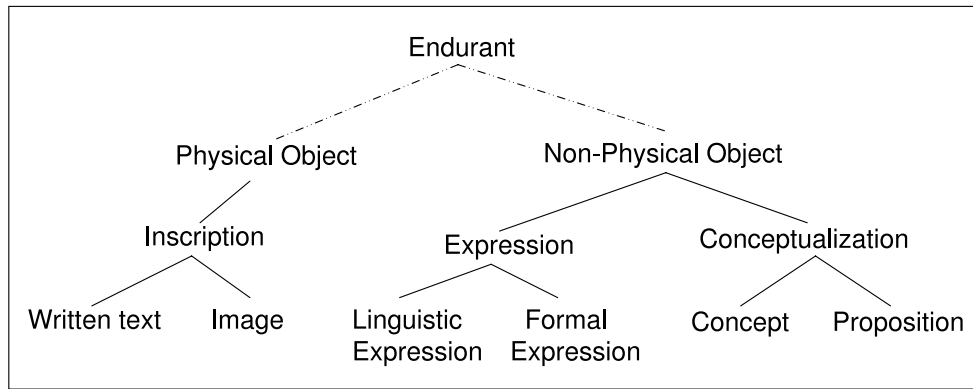 Endurant
Physical Object
Non-Physical Object
Inscription
Expression
Conceptualization
Written text
Image
Linguistic
Expression
Formal
Expression
Concept
Proposition